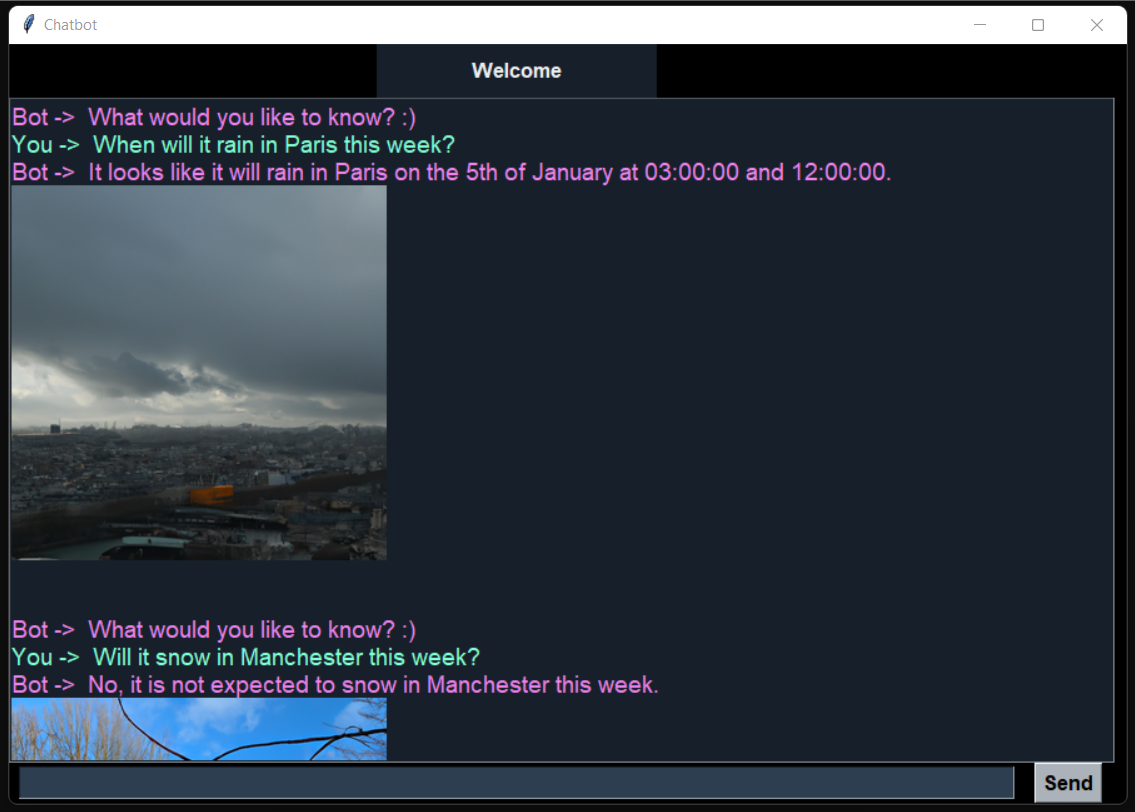 Chatbot
Welcome
Bot -> What would you like to know? :)
You -> When will it rain in Paris this week?
Bot -> It looks like it will rain in Paris on the 5th of January at 03:00:00 and 12:00:00.
Bot -> What would you like to know? :)
You -> Will it snow in Manchester this week?
Bot -> No, it is not expected to snow in Manchester this week.
Send